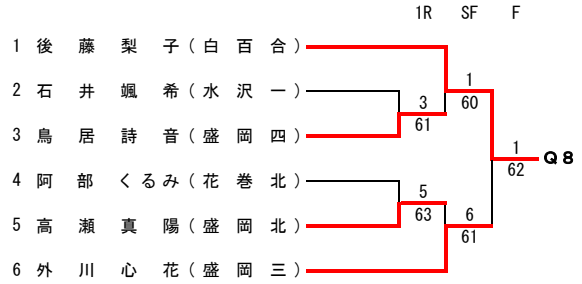 1R SF F
1 後藤梨子(白百合)
1
2 石井颯希(水沢一)
60
3
3 鳥居詩音(盛岡四)
61
1
Q8
62
4 阿部くるみ(花巻北)
5
5 高瀬真陽(盛岡北)
63
6
61
6 外川心花(盛岡三)